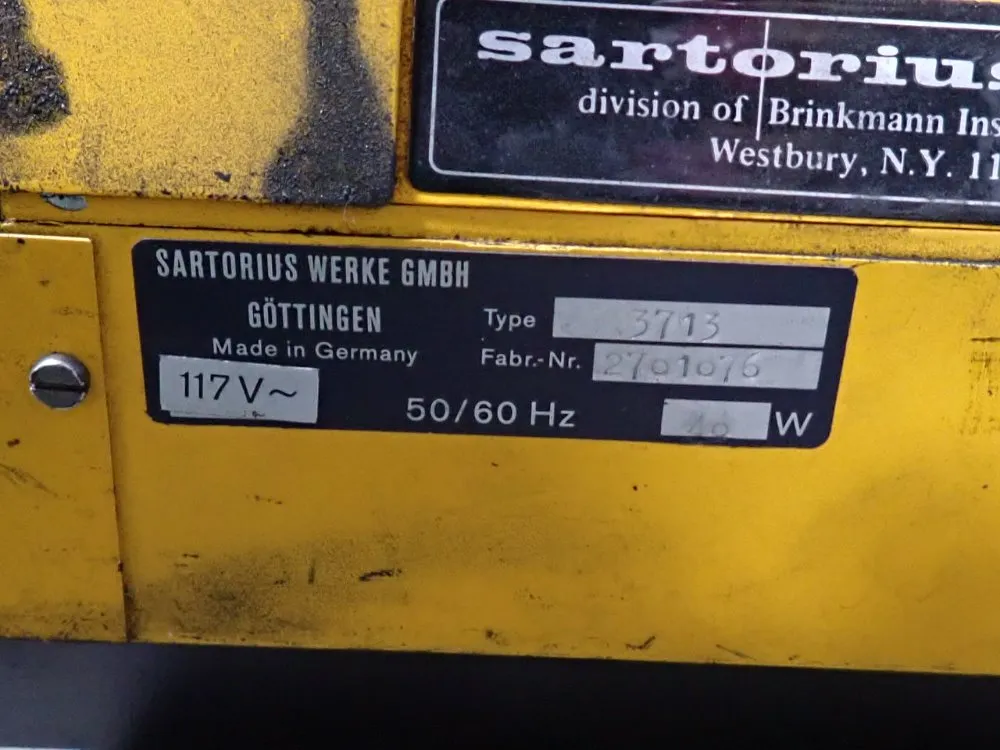 sartorius
division of Brinkmann Ins
Westbury, N.Y. 11
SARTORIUS WERKE GMBH
GÖTTINGEN
Made in Germany
Type 3713
Fabr.-Nr. 2701076
117V~
50/60 Hz
W